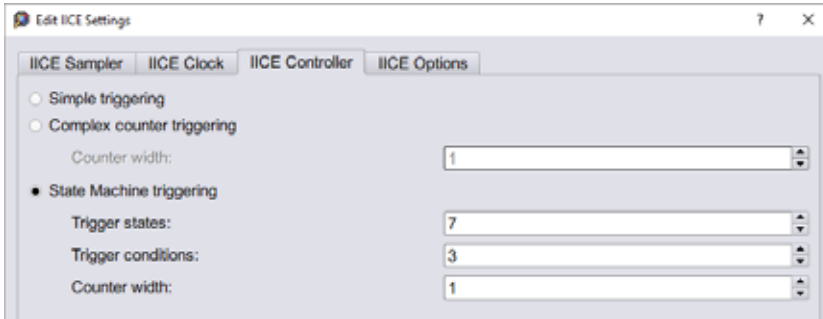 Edit IICE Settings ? ×
IICE Sampler IICE Clock IICE Controller IICE Options
Simple triggering
Complex counter triggering
Counter width: 1
State Machine triggering
Trigger states: 7
Trigger conditions: 3
Counter width: 1